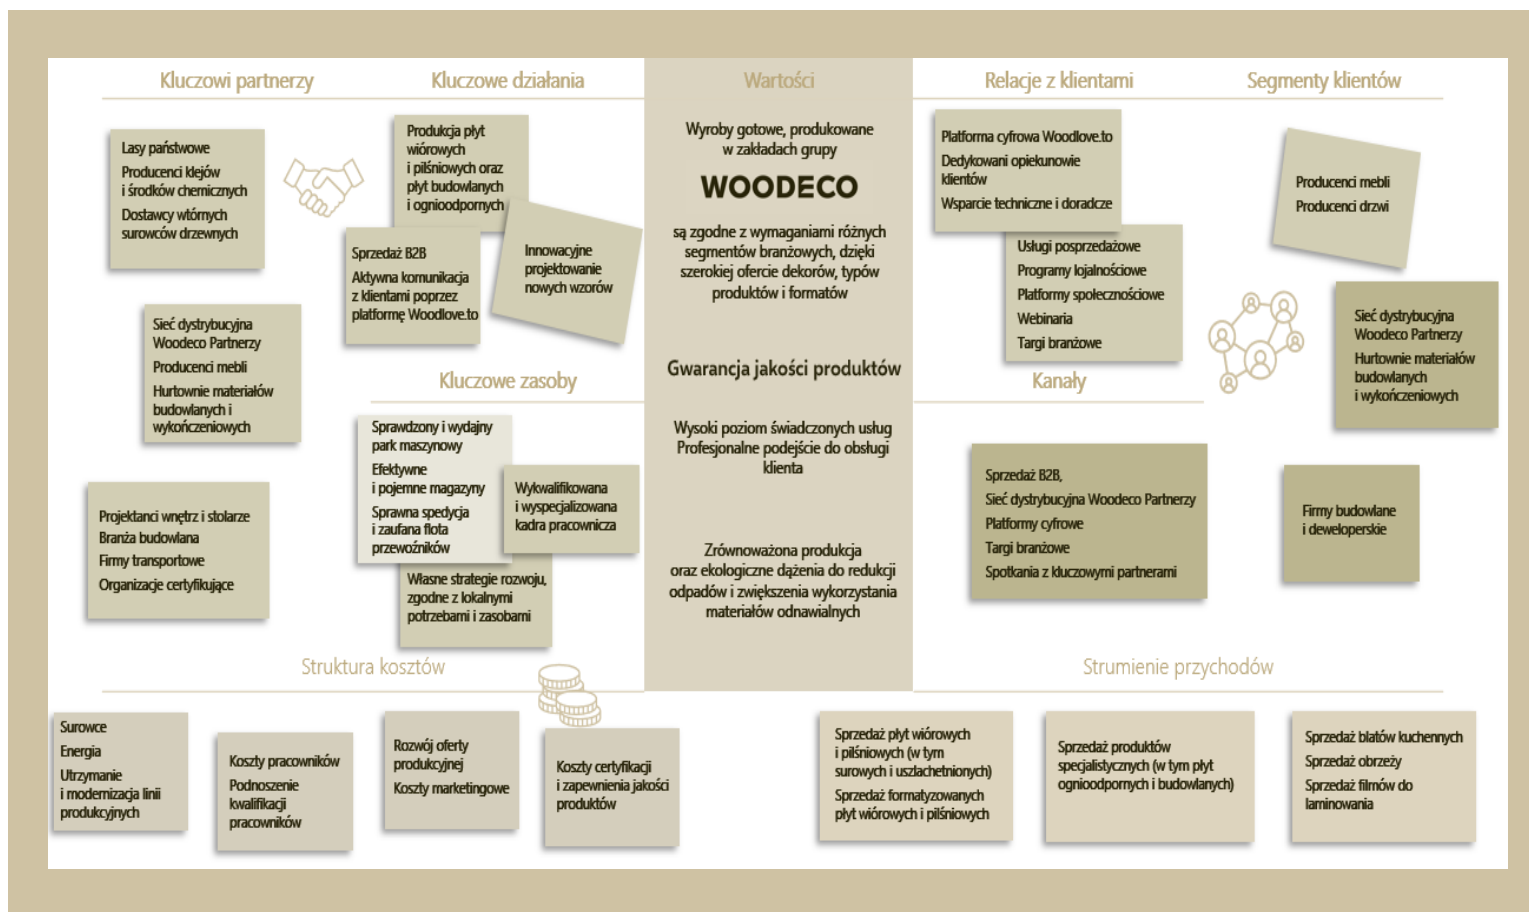 Kluczowi partnerzy
Lasy państwowe
Producenci klejów
i środków chemicznych
Dostawcy wtórnych
surowców drzewnych
Sieć dystrybucyjna
Woodeco Partnerzy
Producenci mebli
Hurtownie materiałów
budowlanych i
wykończeniowych
Projektanci wnętrz i stolarze
Branża budowlana
Firmy transportowe
Organizacje certyfikujące
Kluczowe działania
Produkcja płyt
wiórowych
i pilśniowych oraz
płyt budowlanych
i ognioodpornych
Sprzedaż B2B
Aktywna komunikacja
z klientami poprzez
platformę Woodlove.to
Innowacyjne
projektowanie
nowych wzorów
Kluczowe zasoby
Sprawdzony i wydajny
park maszynowy
Efektywne
i pojemne magazyny
Sprawna spedycja
i zaufana flota
przewoźników
Wykwalifikowana
i wyspecjalizowana
kadra pracownicza
Własne strategie rozwoju,
zgodne z lokalnymi
potrzebami i zasobami
Wartości
Wyroby gotowe, produkowane
w zakładach grupy
WOODECO
są zgodne z wymaganiami różnych
segmentów branżowych, dzięki
szerokiej ofercie dekorów, typów
produktów i formatów
Gwarancja jakości produktów
Wysoki poziom świadczonych usług
Profesjonalne podejście do obsługi
klienta
Zrównoważona produkcja
oraz ekologiczne dążenia do redukcji
odpadów i zwiększenia wykorzystania
materiałów odnawialnych
Relacje z klientami
Platforma cyfrowa Woodlove.to
Dedykowani opiekunowie
klientów
Wsparcie techniczne i doradcze
Usługi posprzedażowe
Programy lojalnościowe
Platformy społecznościowe
Webinaria
Targi branżowe
Kanały
Sprzedaż B2B,
Sieć dystrybucyjna Woodeco Partnerzy
Platformy cyfrowe
Targi branżowe
Spotkania z kluczowymi partnerami
Segmenty klientów
Producenci mebli
Producenci drzwi
Sieć dystrybucyjna
Woodeco Partnerzy
Hurtownie materiałów
budowlanych
i wykończeniowych
Firmy budowlane
i deweloperskie
Struktura kosztów
Surowce
Energia
Utrzymanie
i modernizacja linii
produkcyjnych
Koszty pracowników
Podnoszenie
kwalifikacji
pracowników
Rozwój oferty
produkcyjnej
Koszty marketingowe
Koszty certyfikacji
i zapewnienia jakości
produktów
Strumienie przychodów
Sprzedaż płyt wiórowych
i pilśniowych (w tym
surowych i uszlachetnionych)
Sprzedaż formatyzowanych
płyt wiórowych i pilśniowych
Sprzedaż produktów
specjalistycznych (w tym płyt
ognioodpornych i budowlanych)
Sprzedaż blatów kuchennych
Sprzedaż obrzeży
Sprzedaż filmów do
laminowania